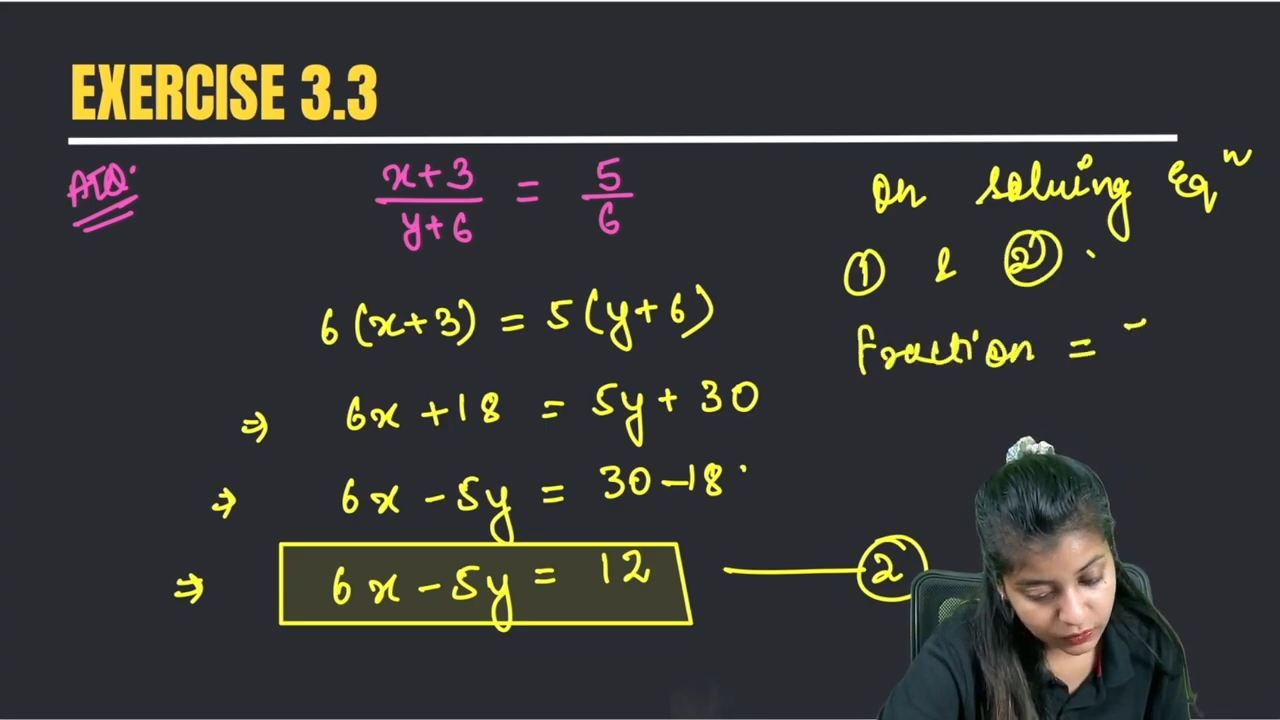 EXERCISE 3.3
ATQ.
x+3/y+6 = 5/6
6(x+3) = 5(y+6)
⇒ 6x + 18 = 5y + 30
⇒ 6x - 5y = 30 - 18
⇒ 6x - 5y = 12 —— ②
On solving Eqⁿ
① & ② .
fraction = -